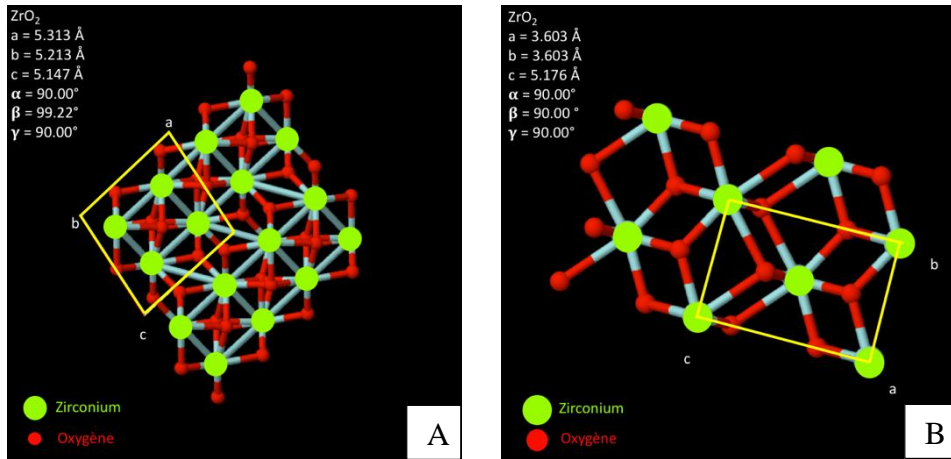 ZrO₂
a = 5.313 Å
b = 5.213 Å
c = 5.147 Å
α = 90.00°
β = 99.22°
γ = 90.00°
a
b
c
Zirconium
Oxygène
A
ZrO₂
a = 3.603 Å
b = 3.603 Å
c = 5.176 Å
α = 90.00°
β = 90.00 °
γ = 90.00°
b
c
a
Zirconium
Oxygène
B